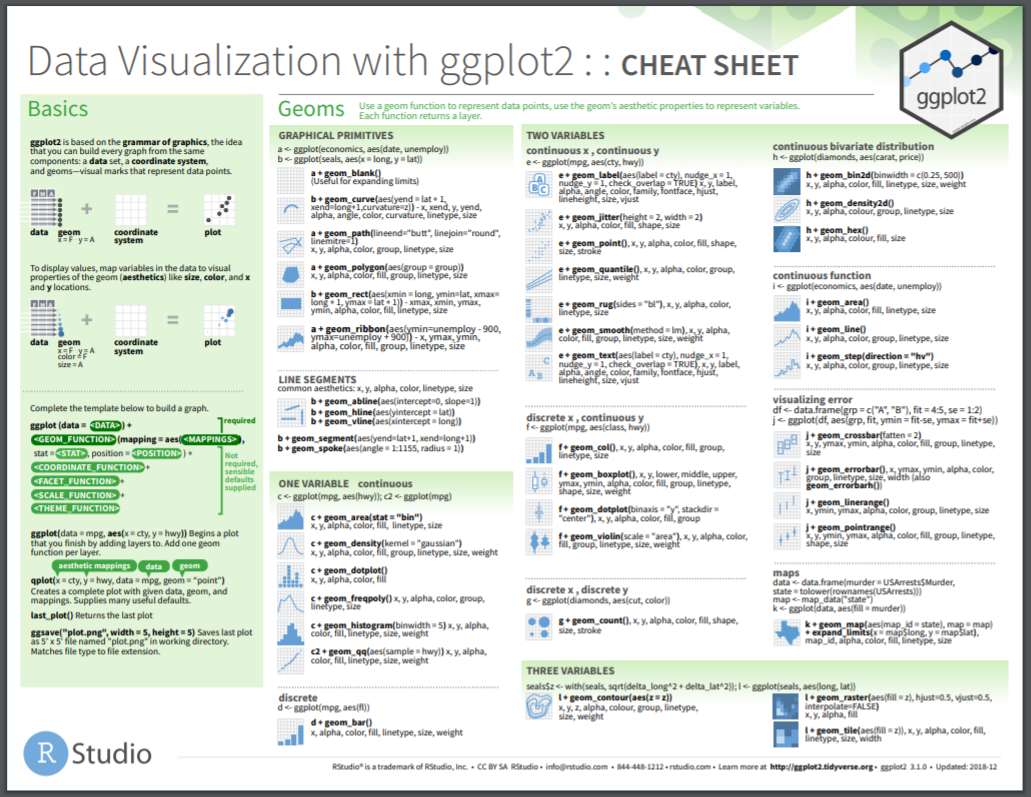 Data Visualization with ggplot2 : : CHEAT SHEET
ggplot2
Basics
ggplot2 is based on the grammar of graphics, the idea
that you can build every graph from the same
components: a data set, a coordinate system,
and geoms—visual marks that represent data points.
F M A
+
=
data geom coordinate plot
x = F y = A system
To display values, map variables in the data to visual
properties of the geom (aesthetics) like size, color, and x
and y locations.
F M A
+
=
data geom coordinate plot
x = F y = A system
color = F
size = A
Complete the template below to build a graph.
required
ggplot (data = <DATA>) +
<GEOM_FUNCTION>(mapping = aes(<MAPPINGS>),
stat = <STAT>, position = <POSITION>) +
<COORDINATE_FUNCTION>+
<FACET_FUNCTION>+
<SCALE_FUNCTION>+
<THEME_FUNCTION>
Not
required,
sensible
defaults
supplied
ggplot(data = mpg, aes(x = cty, y = hwy)) Begins a plot
that you finish by adding layers to. Add one geom
function per layer.
aesthetic mappings data geom
qplot(x = cty, y = hwy, data = mpg, geom = "point")
Creates a complete plot with given data, geom, and
mappings. Supplies many useful defaults.
last_plot() Returns the last plot
ggsave("plot.png", width = 5, height = 5) Saves last plot
as 5' x 5' file named "plot.png" in working directory.
Matches file type to file extension.
Geoms
Use a geom function to represent data points, use the geom's aesthetic properties to represent variables.
Each function returns a layer.
GRAPHICAL PRIMITIVES
a <- ggplot(economics, aes(date, unemploy))
b <- ggplot(seals, aes(x = long, y = lat))
a + geom_blank()
(Useful for expanding limits)
b + geom_curve(aes(yend = lat + 1,
xend=long+1,curvature=z)) - x, xend, y, yend,
alpha, angle, color, curvature, linetype, size
a + geom_path(lineend="butt", linejoin="round",
linemitre=1)
x, y, alpha, color, group, linetype, size
a + geom_polygon(aes(group = group))
x, y, alpha, color, fill, group, linetype, size
b + geom_rect(aes(xmin = long, ymin=lat, xmax=
long + 1, ymax = lat + 1)) - xmax, xmin, ymax,
ymin, alpha, color, fill, linetype, size
a + geom_ribbon(aes(ymin=unemploy - 900,
ymax=unemploy + 900)) - x, ymax, ymin,
alpha, color, fill, group, linetype, size
LINE SEGMENTS
common aesthetics: x, y, alpha, color, linetype, size
b + geom_abline(aes(intercept=0, slope=1))
b + geom_hline(aes(yintercept = lat))
b + geom_vline(aes(xintercept = long))
b + geom_segment(aes(yend=lat+1, xend=long+1))
b + geom_spoke(aes(angle = 1:1155, radius = 1))
ONE VARIABLE continuous
c <- ggplot(mpg, aes(hwy)); c2 <- ggplot(mpg)
c + geom_area(stat = "bin")
x, y, alpha, color, fill, linetype, size
c + geom_density(kernel = "gaussian")
x, y, alpha, color, fill, group, linetype, size, weight
c + geom_dotplot()
x, y, alpha, color, fill
c + geom_freqpoly() x, y, alpha, color, group,
linetype, size
c + geom_histogram(binwidth = 5) x, y, alpha,
color, fill, linetype, size, weight
c2 + geom_qq(aes(sample = hwy)) x, y, alpha,
color, fill, linetype, size, weight
discrete
d <- ggplot(mpg, aes(fl))
d + geom_bar()
x, alpha, color, fill, linetype, size, weight
TWO VARIABLES
continuous x , continuous y
e <- ggplot(mpg, aes(cty, hwy))
A B C
e + geom_label(aes(label = cty), nudge_x = 1,
nudge_y = 1, check_overlap = TRUE) x, y, label,
alpha, angle, color, family, fontface, hjust,
lineheight, size, vjust
e + geom_jitter(height = 2, width = 2)
x, y, alpha, color, fill, shape, size
e + geom_point(), x, y, alpha, color, fill, shape,
size, stroke
e + geom_quantile(), x, y, alpha, color, group,
linetype, size, weight
e + geom_rug(sides = "bl"), x, y, alpha, color,
linetype, size
e + geom_smooth(method = lm), x, y, alpha,
color, fill, group, linetype, size, weight
A B C
e + geom_text(aes(label = cty), nudge_x = 1,
nudge_y = 1, check_overlap = TRUE), x, y, label,
alpha, angle, color, family, fontface, hjust,
lineheight, size, vjust
discrete x , continuous y
f <- ggplot(mpg, aes(class, hwy))
f + geom_col(), x, y, alpha, color, fill, group,
linetype, size
f + geom_boxplot(), x, y, lower, middle, upper,
ymax, ymin, alpha, color, fill, group, linetype,
shape, size, weight
f + geom_dotplot(binaxis = "y", stackdir =
"center"), x, y, alpha, color, fill, group
f + geom_violin(scale = "area"), x, y, alpha, color,
fill, group, linetype, size, weight
discrete x , discrete y
g <- ggplot(diamonds, aes(cut, color))
g + geom_count(), x, y, alpha, color, fill, shape,
size, stroke
continuous bivariate distribution
h <- ggplot(diamonds, aes(carat, price))
h + geom_bin2d(binwidth = c(0.25, 500))
x, y, alpha, color, fill, linetype, size, weight
h + geom_density2d()
x, y, alpha, colour, group, linetype, size
h + geom_hex()
x, y, alpha, colour, fill, size
continuous function
i <- ggplot(economics, aes(date, unemploy))
i + geom_area()
x, y, alpha, color, fill, linetype, size
i + geom_line()
x, y, alpha, color, group, linetype, size
i + geom_step(direction = "hv")
x, y, alpha, color, group, linetype, size
visualizing error
df <- data.frame(grp = c("A", "B"), fit = 4:5, se = 1:2)
j <- ggplot(df, aes(grp, fit, ymin = fit-se, ymax = fit+se))
j + geom_crossbar(fatten = 2)
x, y, ymax, ymin, alpha, color, fill, group, linetype,
size
j + geom_errorbar(), x, ymax, ymin, alpha, color,
group, linetype, size, width (also
geom_errorbarh())
j + geom_linerange()
x, ymin, ymax, alpha, color, group, linetype, size
j + geom_pointrange()
x, y, ymin, ymax, alpha, color, fill, group, linetype,
shape, size
maps
data <- data.frame(murder = USArrests$Murder,
state = tolower(rownames(USArrests)))
map <- map_data("state")
k <- ggplot(data, aes(fill = murder))
k + geom_map(aes(map_id = state), map = map)
+ expand_limits(x = map$long, y = map$lat),
map_id, alpha, color, fill, linetype, size
THREE VARIABLES
seals$z <- with(seals, sqrt(delta_long^2 + delta_lat^2)); l <- ggplot(seals, aes(long, lat))
l + geom_contour(aes(z = z))
x, y, z, alpha, colour, group, linetype,
size, weight
l + geom_raster(aes(fill = z), hjust=0.5, vjust=0.5,
interpolate=FALSE)
x, y, alpha, fill
l + geom_tile(aes(fill = z)), x, y, alpha, color, fill,
linetype, size, width
R Studio
RStudio® is a trademark of RStudio, Inc. • CC BY SA RStudio • info@rstudio.com • 844-448-1212 • rstudio.com • Learn more at http://ggplot2.tidyverse.org • ggplot2 3.1.0 • Updated: 2018-12